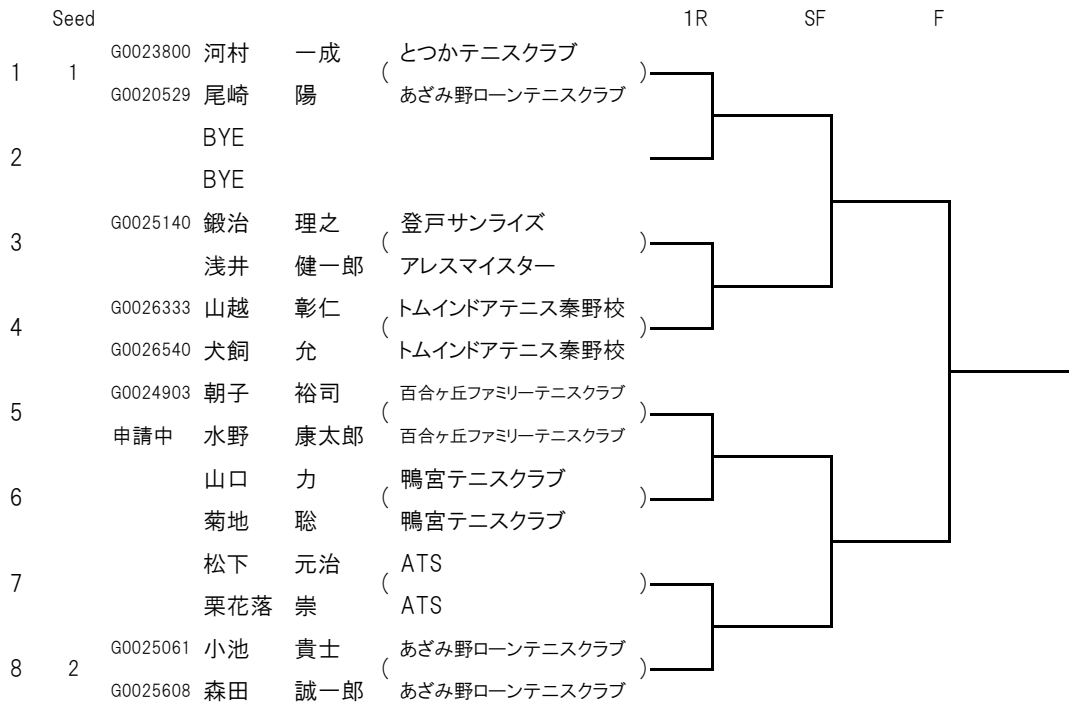 Seed 1R SF F
G0023800 河村 一成 とつかテニスクラブ
1 1 ( )
G0020529 尾崎 陽 あざみ野ローンテニスクラブ
BYE
2
BYE
G0025140 鍛治 理之 登戸サンライズ
3 ( )
浅井 健一郎 アレスマイスター
G0026333 山越 彰仁 トムインドアテニス秦野校
4 ( )
G0026540 犬飼 允 トムインドアテニス秦野校
G0024903 朝子 裕司 百合ヶ丘ファミリーテニスクラブ
5 ( )
申請中 水野 康太郎 百合ヶ丘ファミリーテニスクラブ
山口 力 鴨宮テニスクラブ
6 ( )
菊地 聡 鴨宮テニスクラブ
松下 元治 ATS
7 ( )
栗花落 崇 ATS
G0025061 小池 貴士 あざみ野ローンテニスクラブ
8 2 ( )
G0025608 森田 誠一郎 あざみ野ローンテニスクラブ